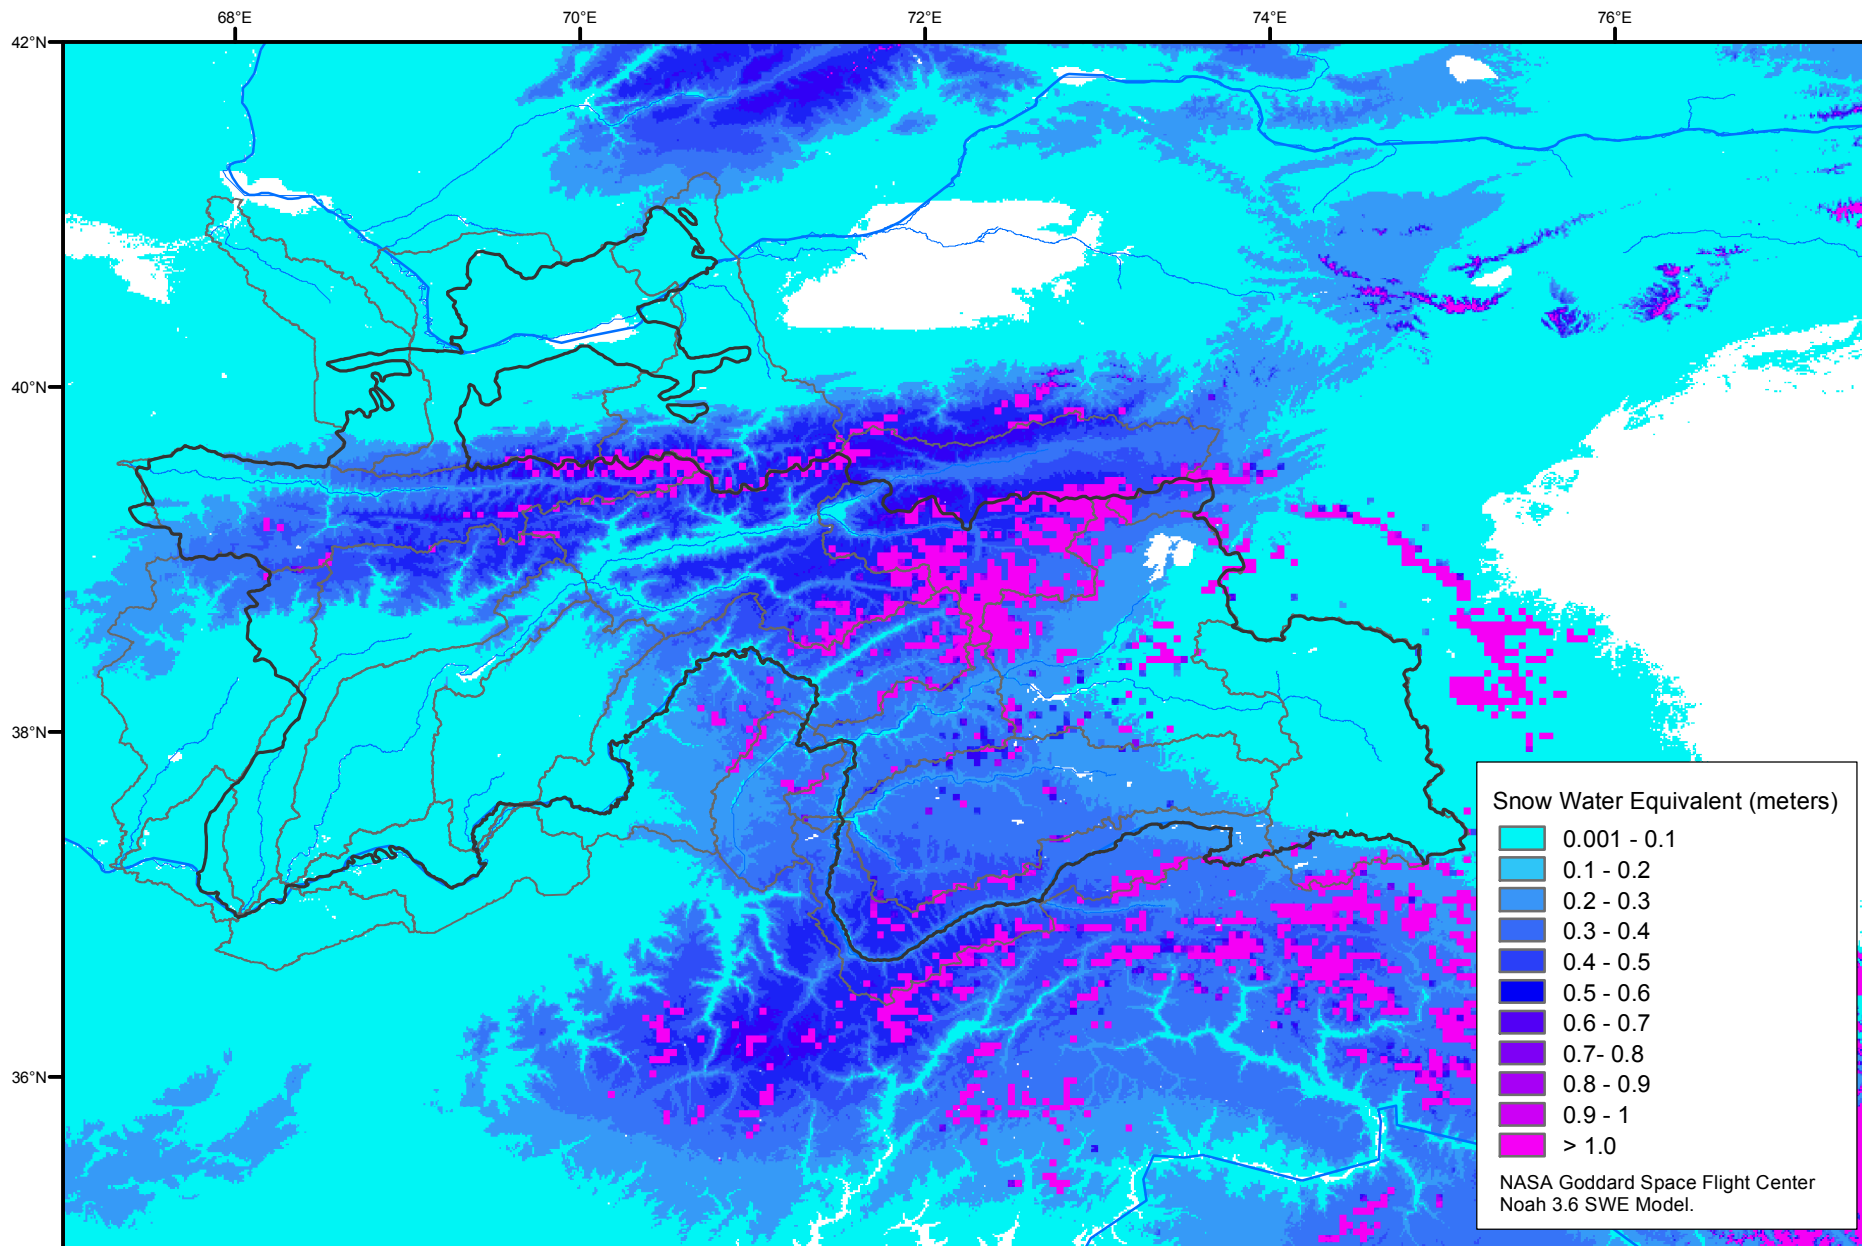 68°E
70°E
72°E
74°E
76°E
42°N
40°N
38°N
36°N
Snow Water Equivalent (meters)
0.001 - 0.1
0.1 - 0.2
0.2 - 0.3
0.3 - 0.4
0.4 - 0.5
0.5 - 0.6
0.6 - 0.7
0.7- 0.8
0.8 - 0.9
0.9 - 1
> 1.0
NASA Goddard Space Flight Center
Noah 3.6 SWE Model.